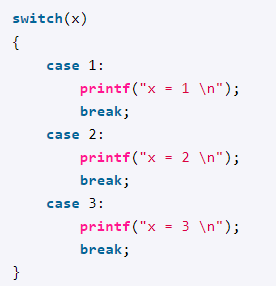 switch(x)
{
    case 1:
        printf("x = 1 \n");
        break;
    case 2:
        printf("x = 2 \n");
        break;
    case 3:
        printf("x = 3 \n");
        break;
}